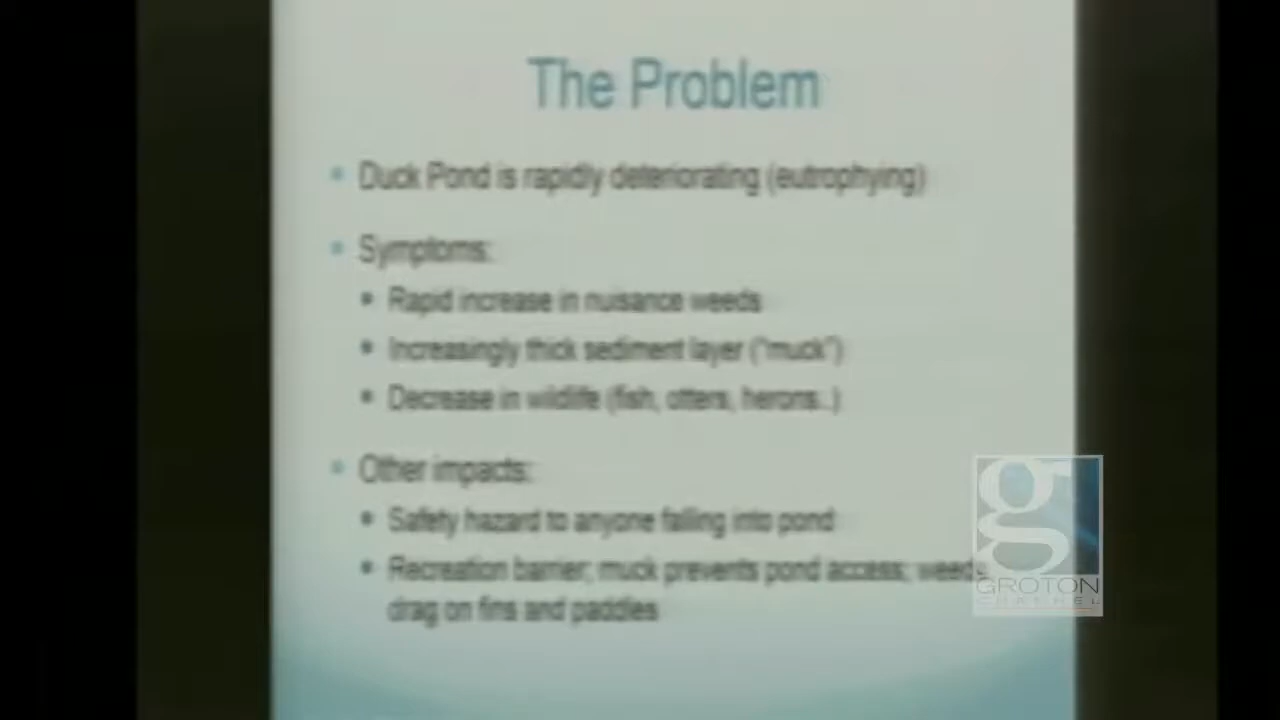 The Problem
• Duck Pond is rapidly deteriorating (eutrophying)
• Symptoms:
• Rapid increase in nuisance weeds
• Increasingly thick sediment layer ("muck")
• Decrease in wildlife (fish, otters, herons..)
• Other impacts:
• Safety hazard to anyone falling into pond
• Recreation barrier; muck prevents pond access; weeds
drag on fins and paddles
g
GROTON
CHANNEL